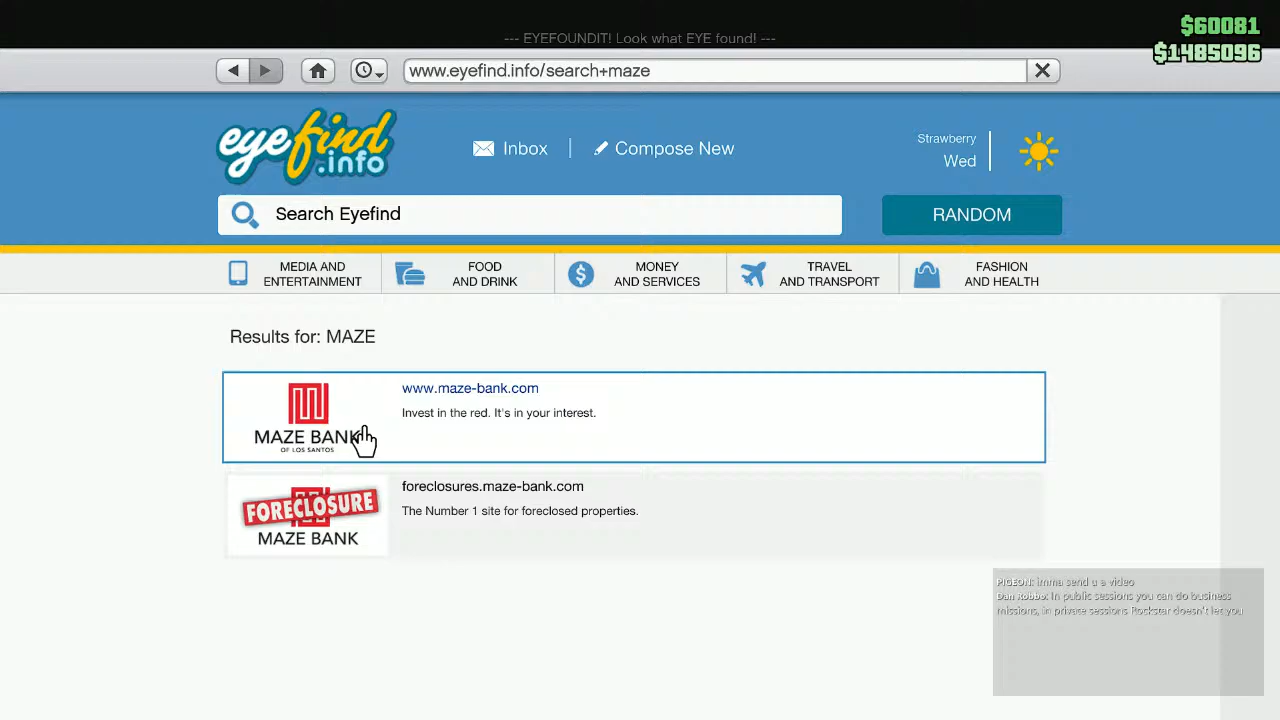 $60081
--- EYEFOUNDIT! Look what EYE found! ---
$1485096
www.eyefind.info/search+maze
eyefind
.info
Inbox
Compose New
Strawberry
Wed
Search Eyefind
RANDOM
MEDIA AND
ENTERTAINMENT
FOOD
AND DRINK
MONEY
AND SERVICES
TRAVEL
AND TRANSPORT
FASHION
AND HEALTH
Results for: MAZE
MAZE BANK
OF LOS SANTOS
www.maze-bank.com
Invest in the red. It's in your interest.
FORECLOSURE
MAZE BANK
foreclosures.maze-bank.com
The Number 1 site for foreclosed properties.
PIGEON: imma send u a video
Dan Robbo: In public sessions you can do business
missions, in private sessions Rockstar doesn't let you